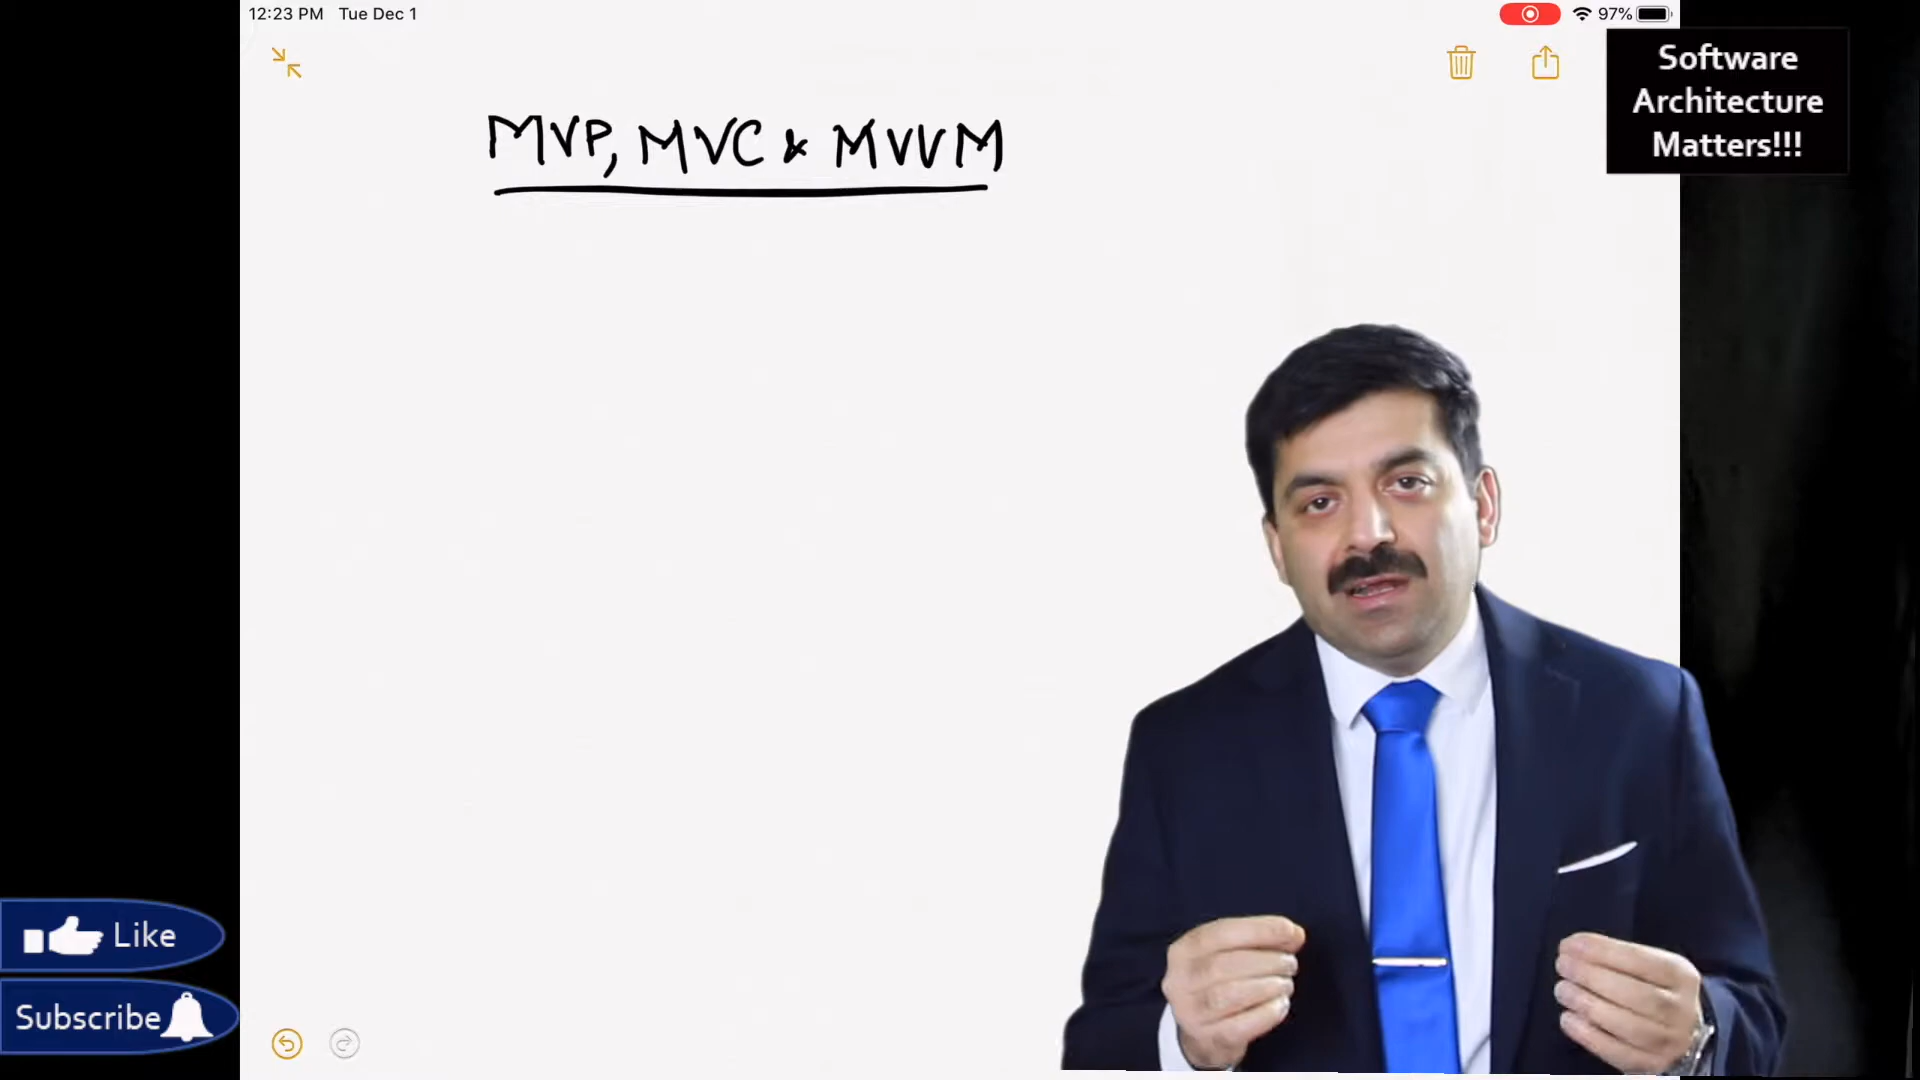 12:23 PM Tue Dec 1
97%
Software
Architecture
Matters!!!
MVP, MVC & MVVM
Like
Subscribe